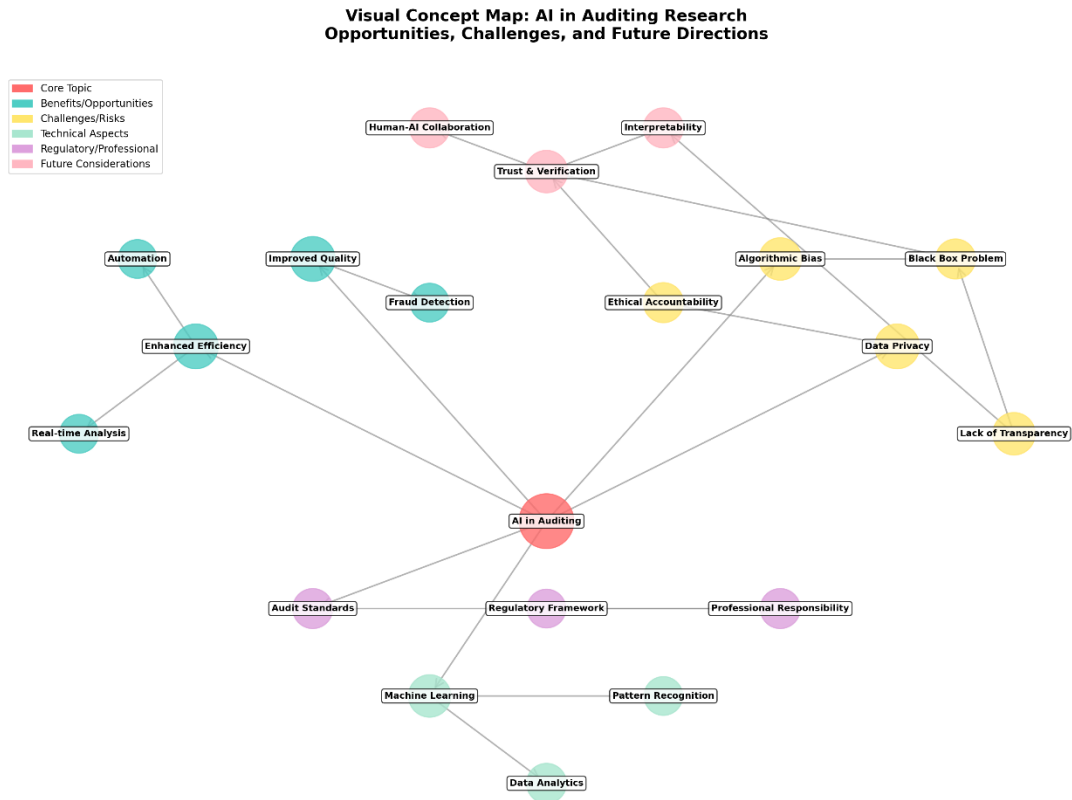 Visual Concept Map: AI in Auditing Research
Opportunities, Challenges, and Future Directions
Core Topic
Benefits/Opportunities
Challenges/Risks
Technical Aspects
Regulatory/Professional
Future Considerations
Human-AI Collaboration
Interpretability
Trust & Verification
Automation
Improved Quality
Algorithmic Bias
Black Box Problem
Fraud Detection
Ethical Accountability
Enhanced Efficiency
Data Privacy
Real-time Analysis
Lack of Transparency
AI in Auditing
Audit Standards
Regulatory Framework
Professional Responsibility
Machine Learning
Pattern Recognition
Data Analytics